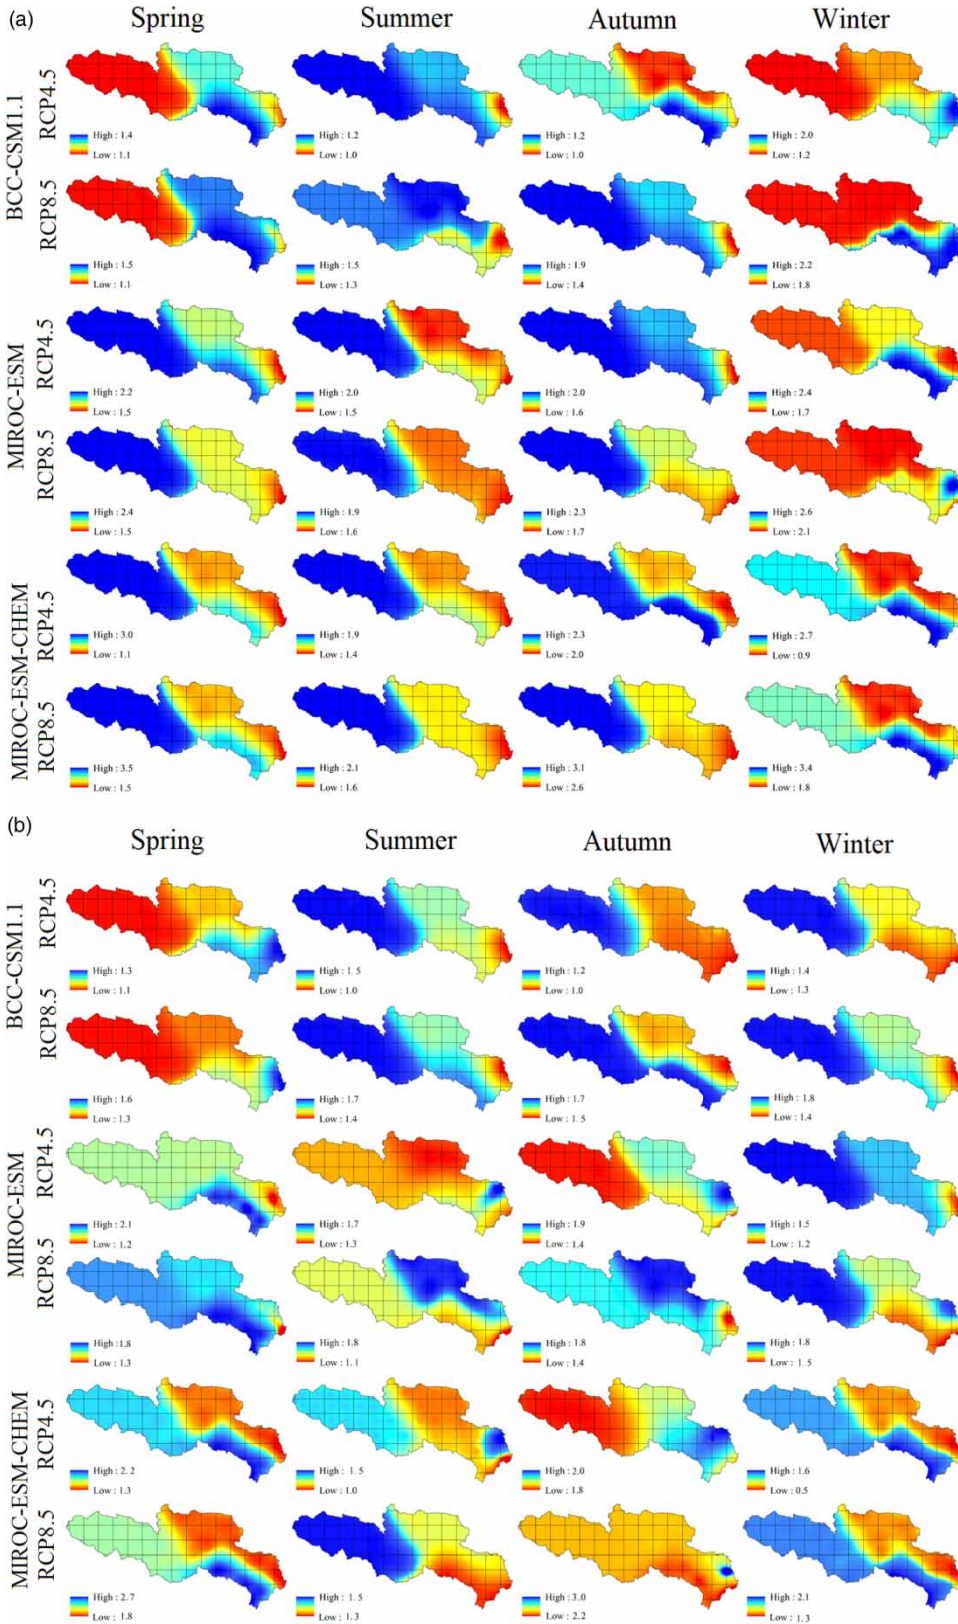 (a)
Spring Summer Autumn Winter
BCC-CSM1.1
RCP4.5
High : 1.4 High : 1.2 High : 1.2 High : 2.0
Low : 1.1 Low : 1.0 Low : 1.0 Low : 1.2
RCP8.5
High : 1.5 High : 1.5 High : 1.9 High : 2.2
Low : 1.1 Low : 1.3 Low : 1.4 Low : 1.8
MIROC-ESM
RCP4.5
High : 2.2 High : 2.0 High : 2.0 High : 2.4
Low : 1.5 Low : 1.5 Low : 1.6 Low : 1.7
RCP8.5
High : 2.4 High : 1.9 High : 2.3 High : 2.6
Low : 1.5 Low : 1.6 Low : 1.7 Low : 2.1
MIROC-ESM-CHEM
RCP4.5
High : 3.0 High : 1.9 High : 2.3 High : 2.7
Low : 1.1 Low : 1.4 Low : 2.0 Low : 0.9
RCP8.5
High : 3.5 High : 2.1 High : 3.1 High : 3.4
Low : 1.5 Low : 1.6 Low : 2.6 Low : 1.8
(b)
Spring Summer Autumn Winter
BCC-CSM1.1
RCP4.5
High : 1.3 High : 1.5 High : 1.2 High : 1.4
Low : 1.1 Low : 1.0 Low : 1.0 Low : 1.3
RCP8.5
High : 1.6 High : 1.7 High : 1.7 High : 1.8
Low : 1.3 Low : 1.4 Low : 1.5 Low : 1.4
MIROC-ESM
RCP4.5
High : 2.1 High : 1.7 High : 1.9 High : 1.5
Low : 1.2 Low : 1.3 Low : 1.4 Low : 1.2
RCP8.5
High : 1.8 High : 1.8 High : 1.8 High : 1.8
Low : 1.3 Low : 1.1 Low : 1.4 Low : 1.5
MIROC-ESM-CHEM
RCP4.5
High : 2.2 High : 1.5 High : 2.0 High : 1.6
Low : 1.3 Low : 1.0 Low : 1.8 Low : 0.5
RCP8.5
High : 2.7 High : 1.5 High : 3.0 High : 2.1
Low : 1.8 Low : 1.3 Low : 2.2 Low : 1.3